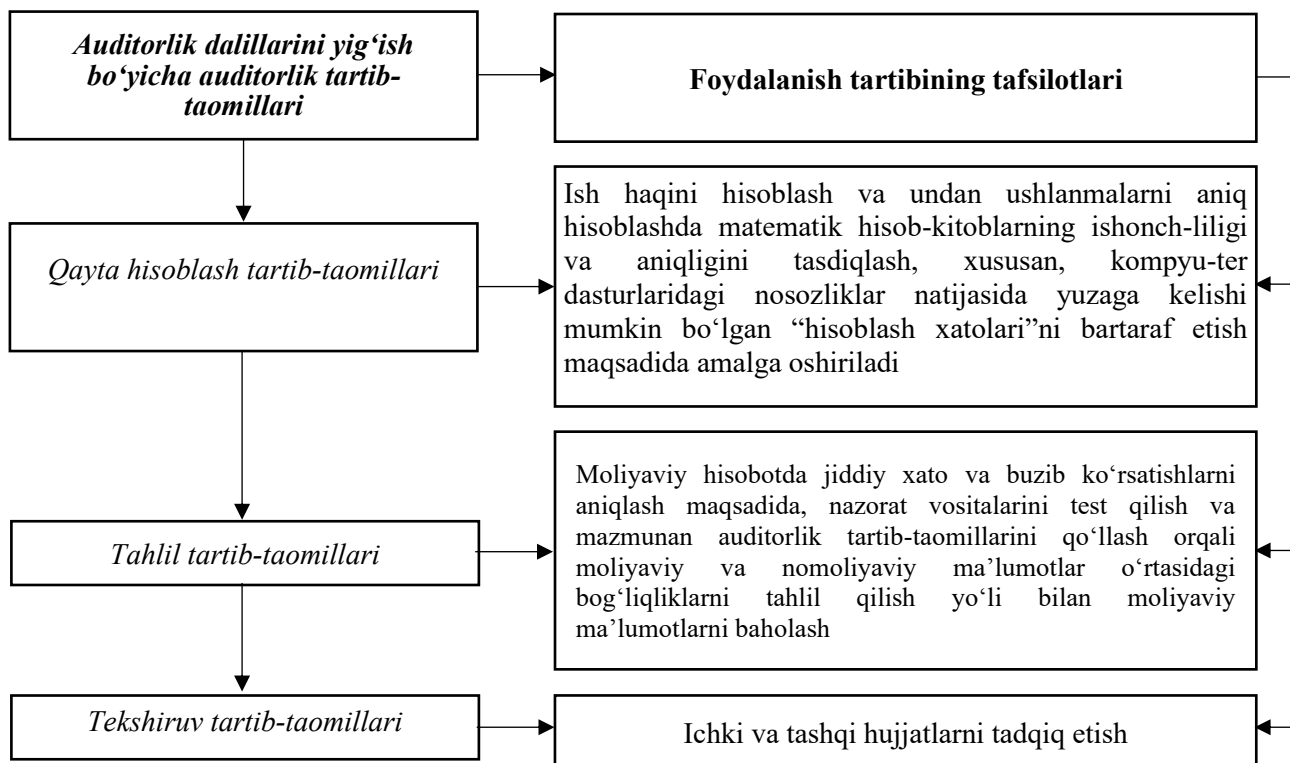 Auditorlik dalillarini yig‘ish
bo‘yicha auditorlik tartib-
taomillari
Foydalanish tartibining tafsilotlari
Qayta hisoblash tartib-taomillari
Ish haqini hisoblash va undan ushlanmalarni aniq
hisoblashda matematik hisob-kitoblarning ishonch-liligi
va aniqligini tasdiqlash, xususan, kompyu-ter
dasturlaridagi nosozliklar natijasida yuzaga kelishi
mumkin bo‘lgan “hisoblash xatolari”ni bartaraf etish
maqsadida amalga oshiriladi
Tahlil tartib-taomillari
Moliyaviy hisobotda jiddiy xato va buzib ko‘rsatishlarni
aniqlash maqsadida, nazorat vositalarini test qilish va
mazmunan auditorlik tartib-taomillarini qo‘llash orqali
moliyaviy va nomoliyaviy ma’lumotlar o‘rtasidagi
bog‘liqliklarni tahlil qilish yo‘li bilan moliyaviy
ma’lumotlarni baholash
Tekshiruv tartib-taomillari
Ichki va tashqi hujjatlarni tadqiq etish